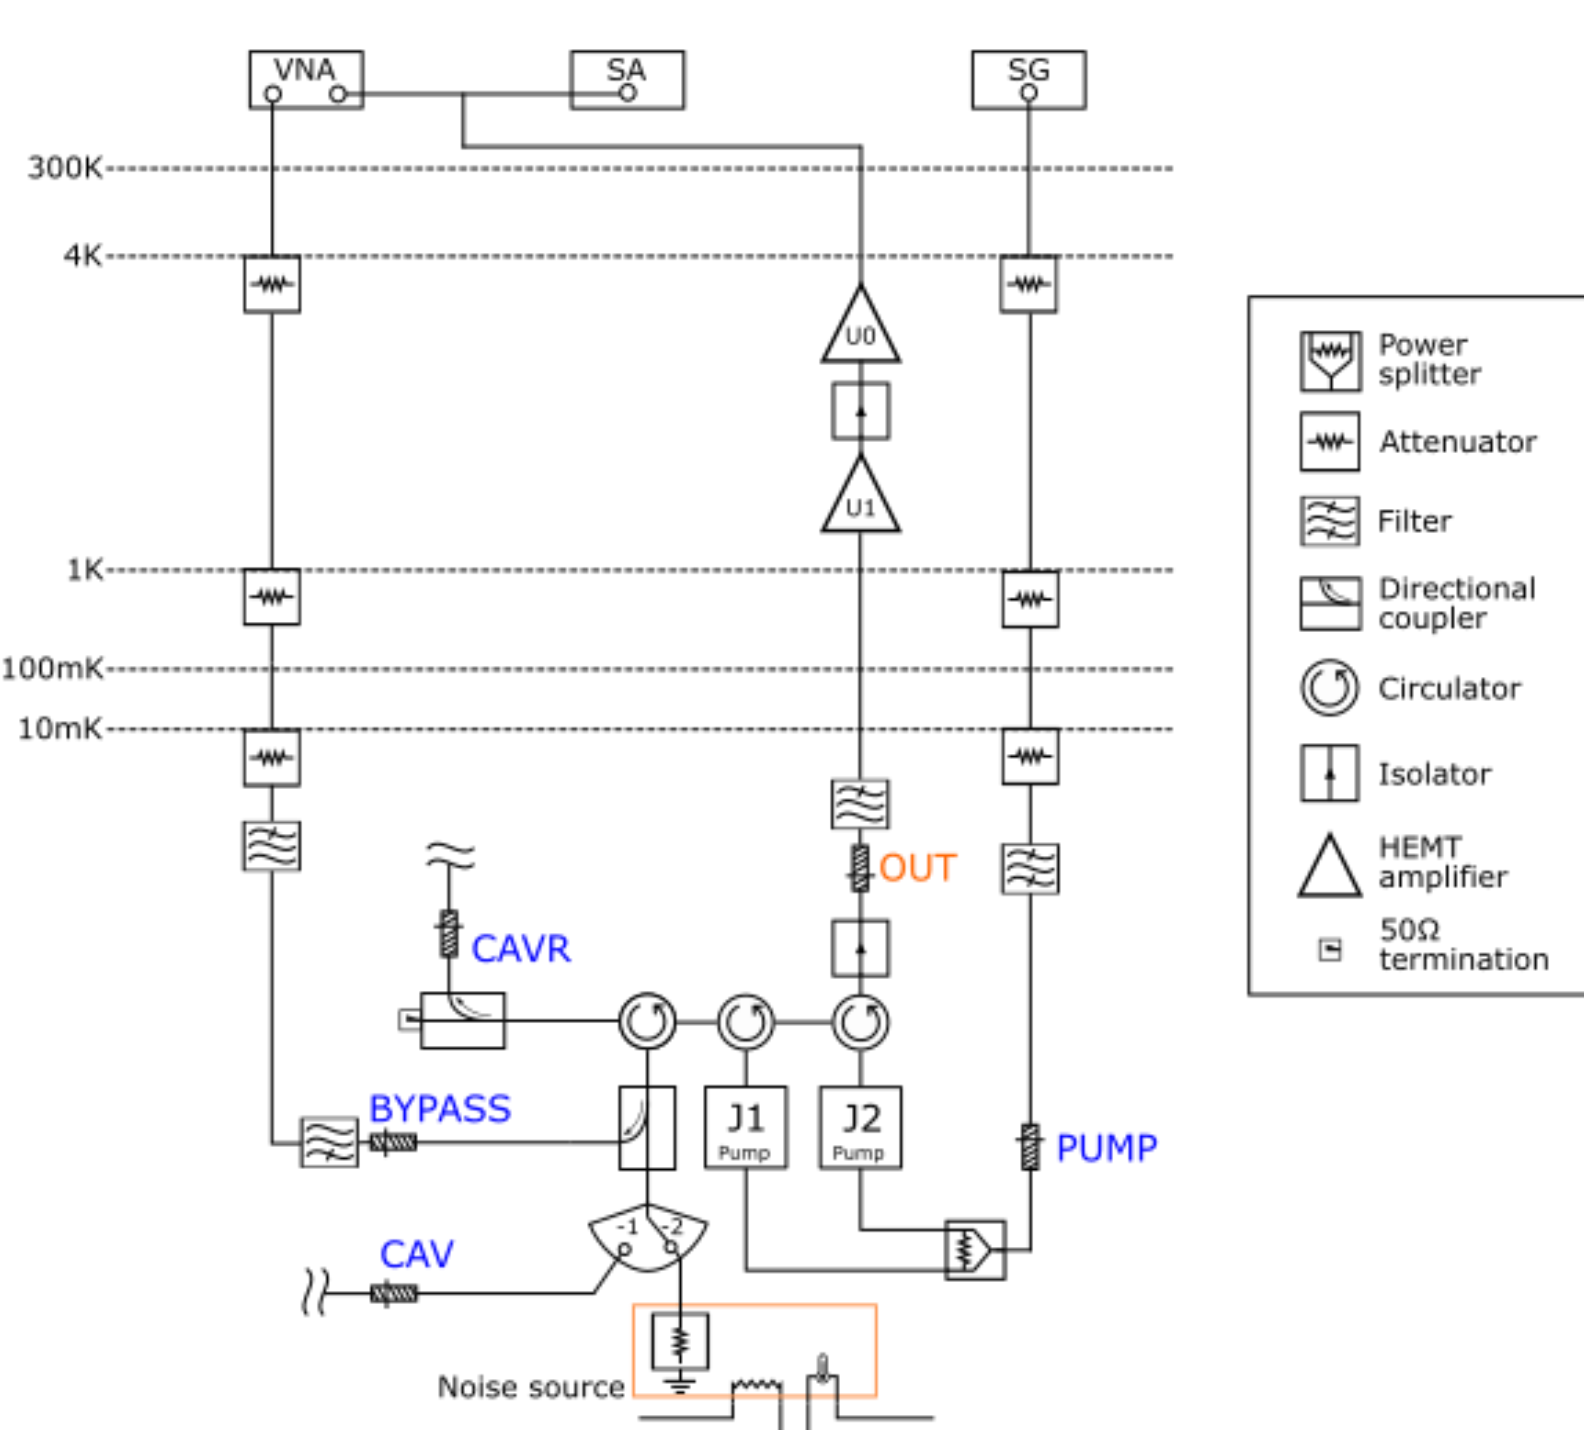 VNA
SA
SG
300K
4K
U0
U1
1K
100mK
10mK
OUT
CAVR
BYPASS
J1
Pump
J2
Pump
PUMP
-1
-2
CAV
Noise source
Power
splitter
Attenuator
Filter
Directional
coupler
Circulator
Isolator
HEMT
amplifier
50Ω
termination